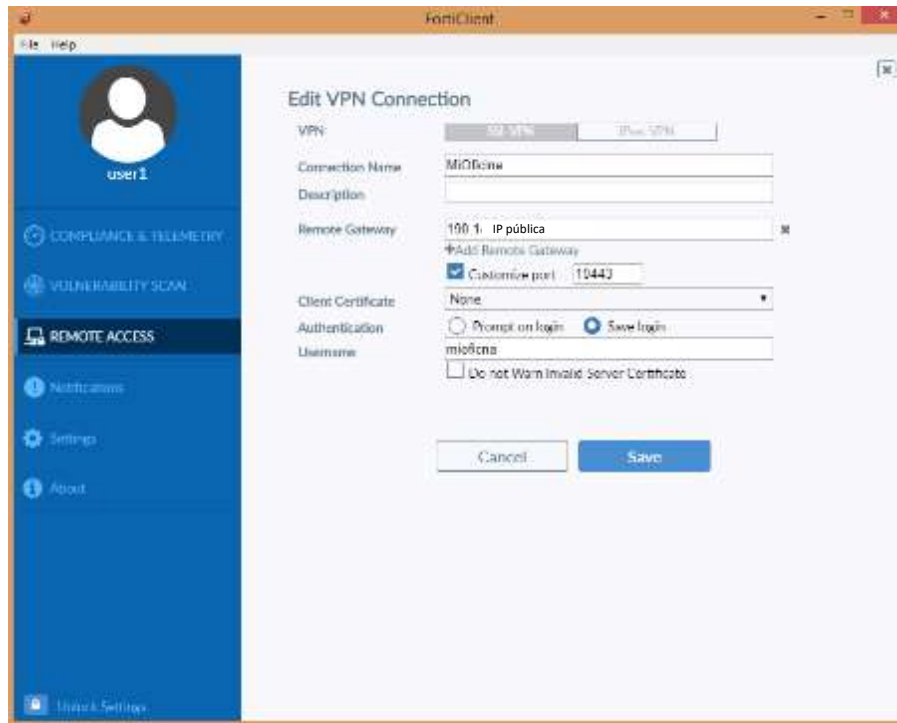 FortiClient
File Help
user1
COMPLIANCE & TELEMETRY
VULNERABILITY SCAN
REMOTE ACCESS
Notifications
Settings
About
Unlock Settings
Edit VPN Connection
VPN SSL VPN IPsec VPN
Connection Name MiOficina
Description
Remote Gateway 190.1 IP pública
+Add Remote Gateway
Customize port 10443
Client Certificate None
Authentication Prompt on login Save login
Username
Do not Warn Invalid Server Certificate
Cancel Save